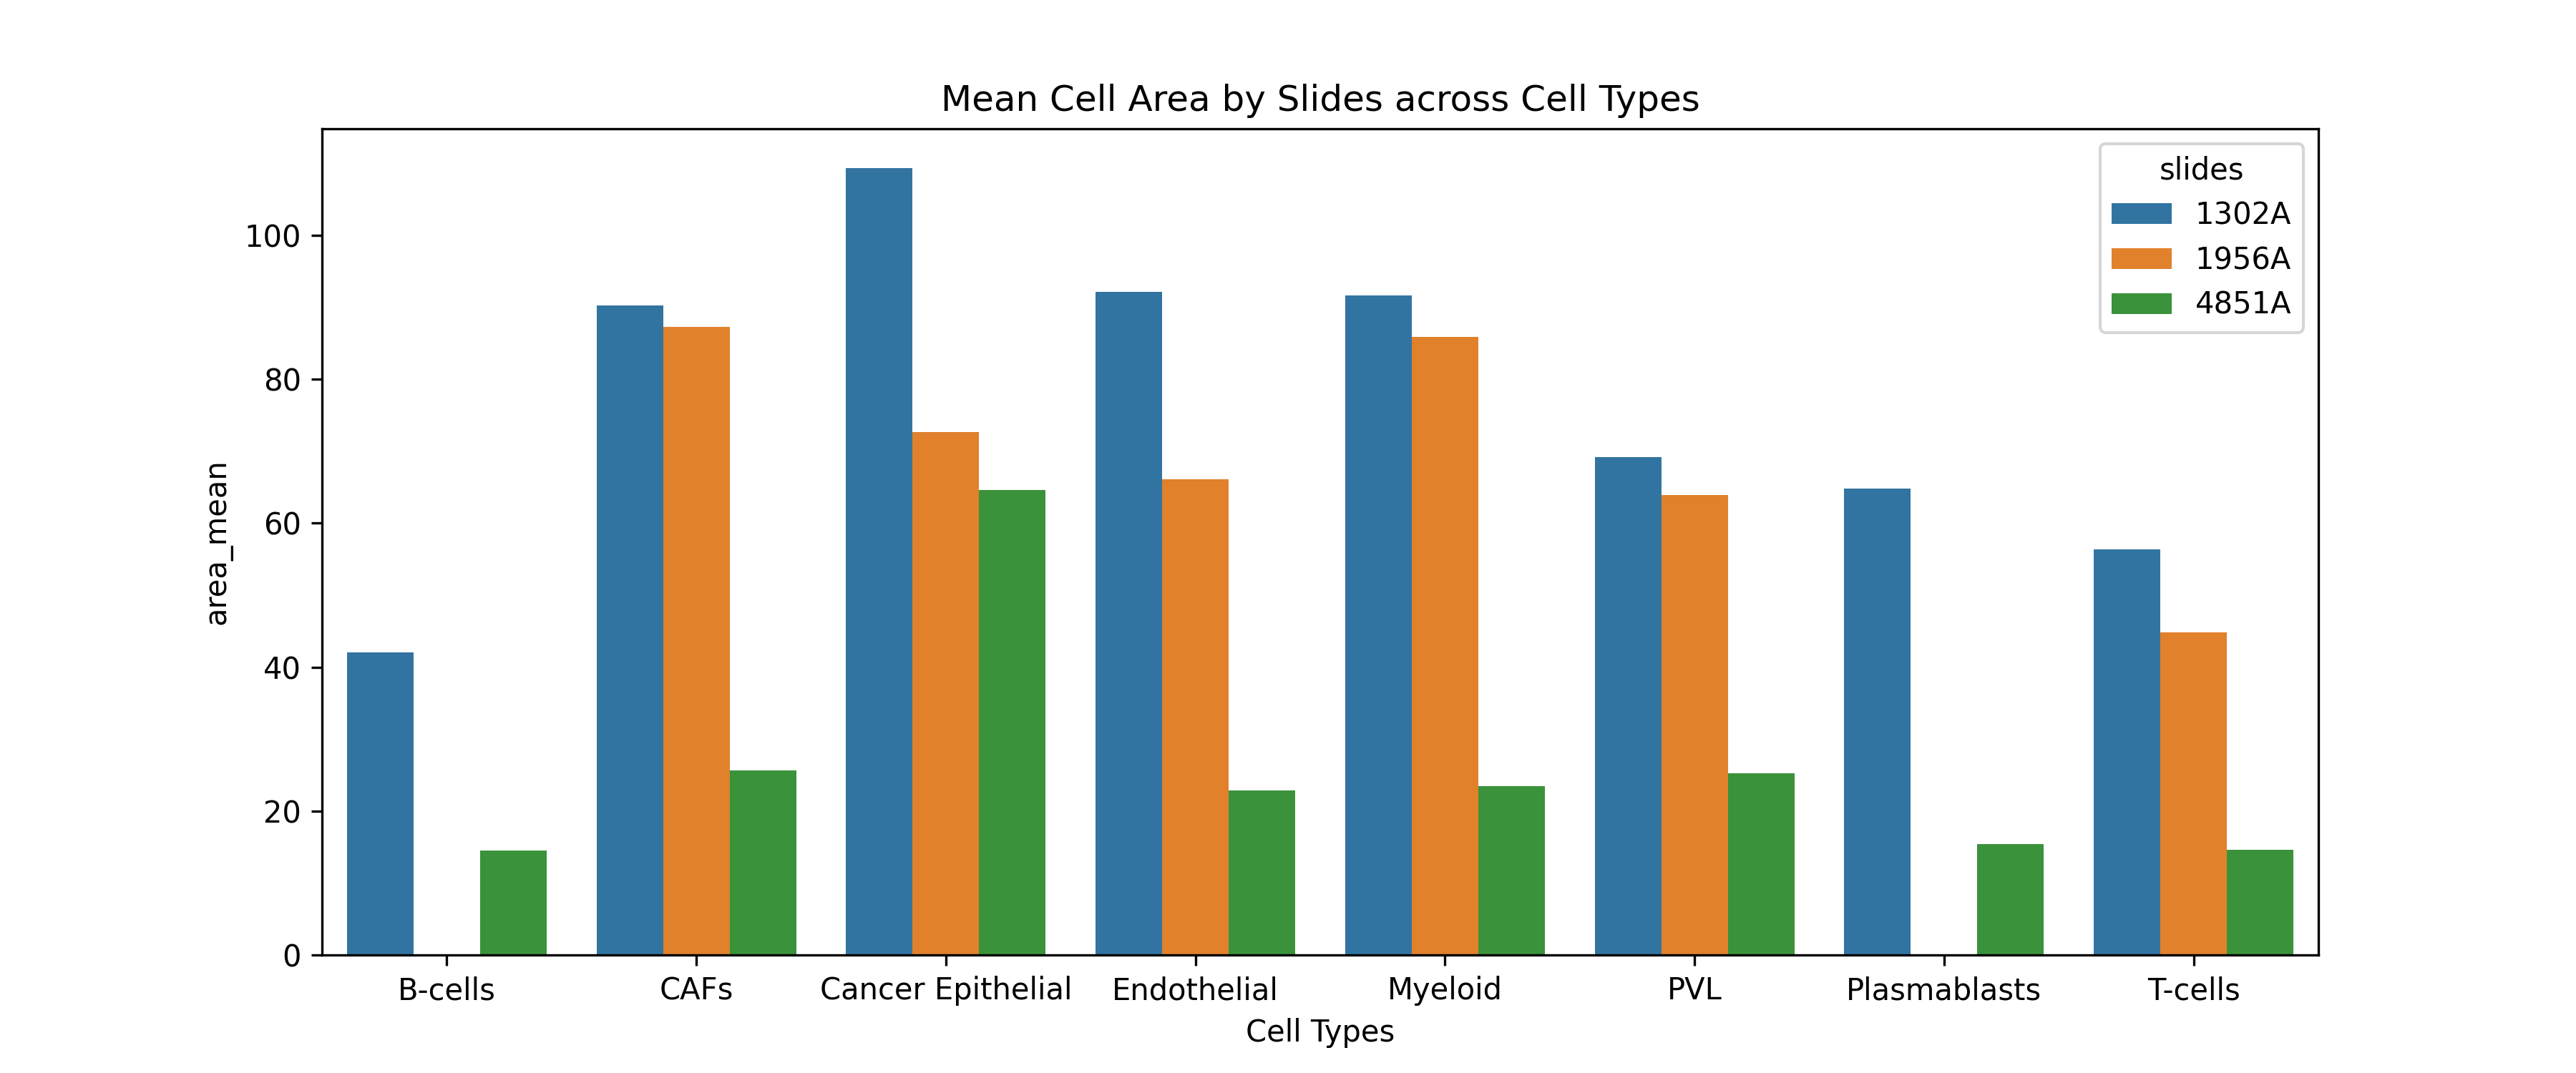 Mean Cell Area by Slides across Cell Types
slides
1302A
1956A
4851A
area_mean
100
80
60
40
20
0
B-cells CAFs Cancer Epithelial Endothelial Myeloid PVL Plasmablasts T-cells
Cell Types